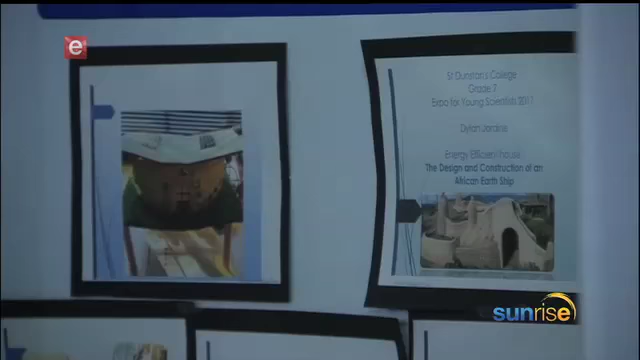 e
St Dunstan's College
Grade 7
Expo for Young Scientists 2017
Dylan Jardine
Energy Efficient house
The Design and Construction of an
African Earth Ship
sunrise